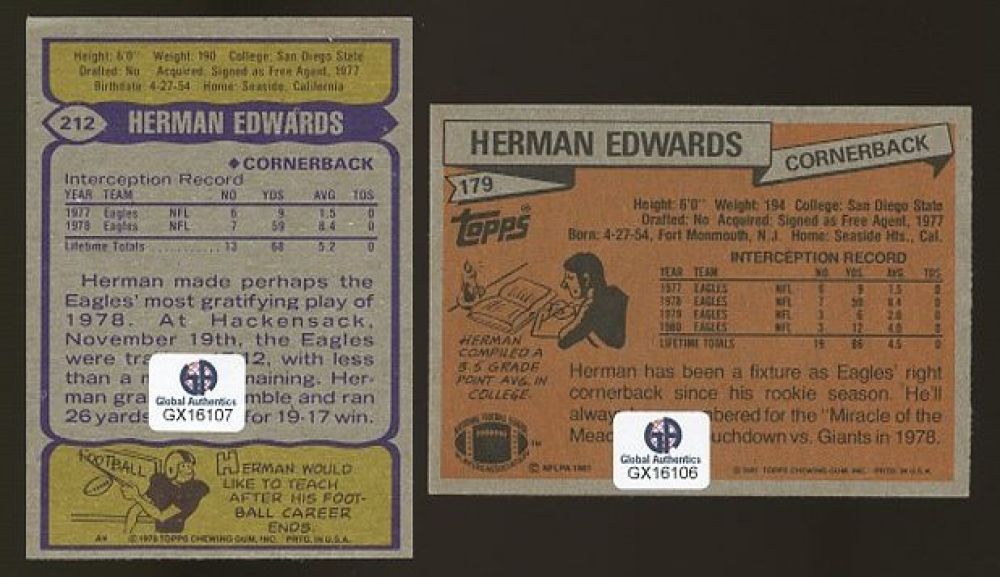 Height: 6'0" Weight: 190 College: San Diego State
Drafted: No Acquired: Signed as Free Agent, 1977
Birthdate 4-27-54 Home: Seaside, California
212 HERMAN EDWARDS
CORNERBACK
Interception Record
YEAR TEAM NO YDS AVG TDS
1977 Eagles NFL 6 9 1.5 0
1978 Eagles NFL 7 59 8.4 0
Lifetime Totals 13 68 5.2 0
Herman made perhaps the
Eagles' most gratifying play of
1978. At Hackensack,
November 19th, the Eagles
were 12, with less
than a
man and ran
26 yards for 19-17 win.
Global Authentics
GX16107
FOOTBALL
HERMAN WOULD
LIKE TO TEACH
AFTER HIS FOOT-
BALL CAREER
ENDS.
AH © 1979 TOPPS CHEWING GUM, INC. PRTD. IN U.S.A.
HERMAN EDWARDS
CORNERBACK
179
TOPPS®
Height: 6'0" Weight: 194 College: San Diego State
Drafted: No Acquired: Signed as Free Agent, 1977
Born: 4-27-54, Fort Monmouth, N.J. Home: Seaside Hts., Cal.
INTERCEPTION RECORD
YEAR TEAM NO YDS AVG. TDS
1977 EAGLES NFL 6 9 1.5 0
1978 EAGLES NFL 7 59 8.4 0
1979 EAGLES NFL 3 6 2.0 0
1980 EAGLES NFL 3 12 4.0 0
LIFETIME TOTALS 19 86 4.5 0
HERMAN
COMPILED A
3.5 GRADE
POINT AVG. IN
COLLEGE.
Herman has been a fixture as Eagles' right
cornerback since his rookie season. He'll
for the "Miracle of the
vs. Giants in 1978.
Global Authentics
GX16106
© NFLPA 1981
© 1981 TOPPS CHEWING GUM, INC. PRTD. IN U.S.A.